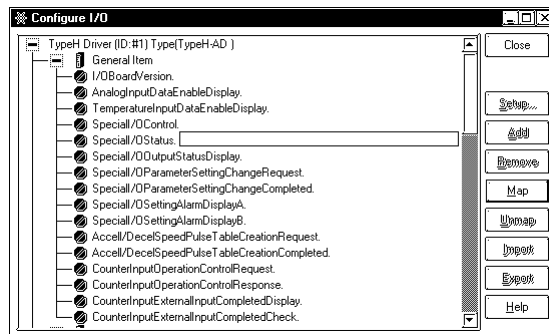 Configure I/O
TypeH Driver (ID:#1) Type(TypeH-AD )
General Item
I/OBoardVersion.
AnalogInputDataEnableDisplay.
TemperatureInputDataEnableDisplay.
SpecialI/OControl.
SpecialI/OStatus.
SpecialI/OOutputStatusDisplay.
SpecialI/OParameterSettingChangeRequest.
SpecialI/OParameterSettingChangeCompleted.
SpecialI/OSettingAlarmDisplayA.
SpecialI/OSettingAlarmDisplayB.
Accell/DecelSpeedPulseTableCreationRequest.
Accell/DecelSpeedPulseTableCreationCompleted.
CounterInputOperationControlRequest.
CounterInputOperationControlResponse.
CounterInputExternalInputCompletedDisplay.
CounterInputExternalInputCompletedCheck.
Close
Setup...
Add
Remove
Map
Unmap
Import
Export
Help